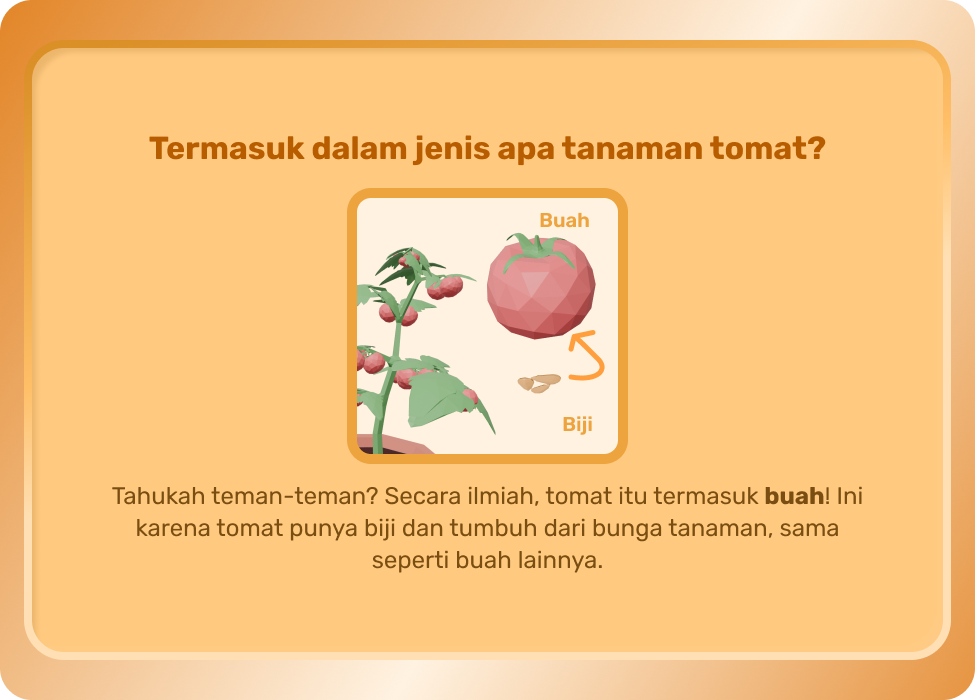 Termasuk dalam jenis apa tanaman tomat?
Buah
Biji
Tahukah teman-teman? Secara ilmiah, tomat itu termasuk buah! Ini
karena tomat punya biji dan tumbuh dari bunga tanaman, sama
seperti buah lainnya.